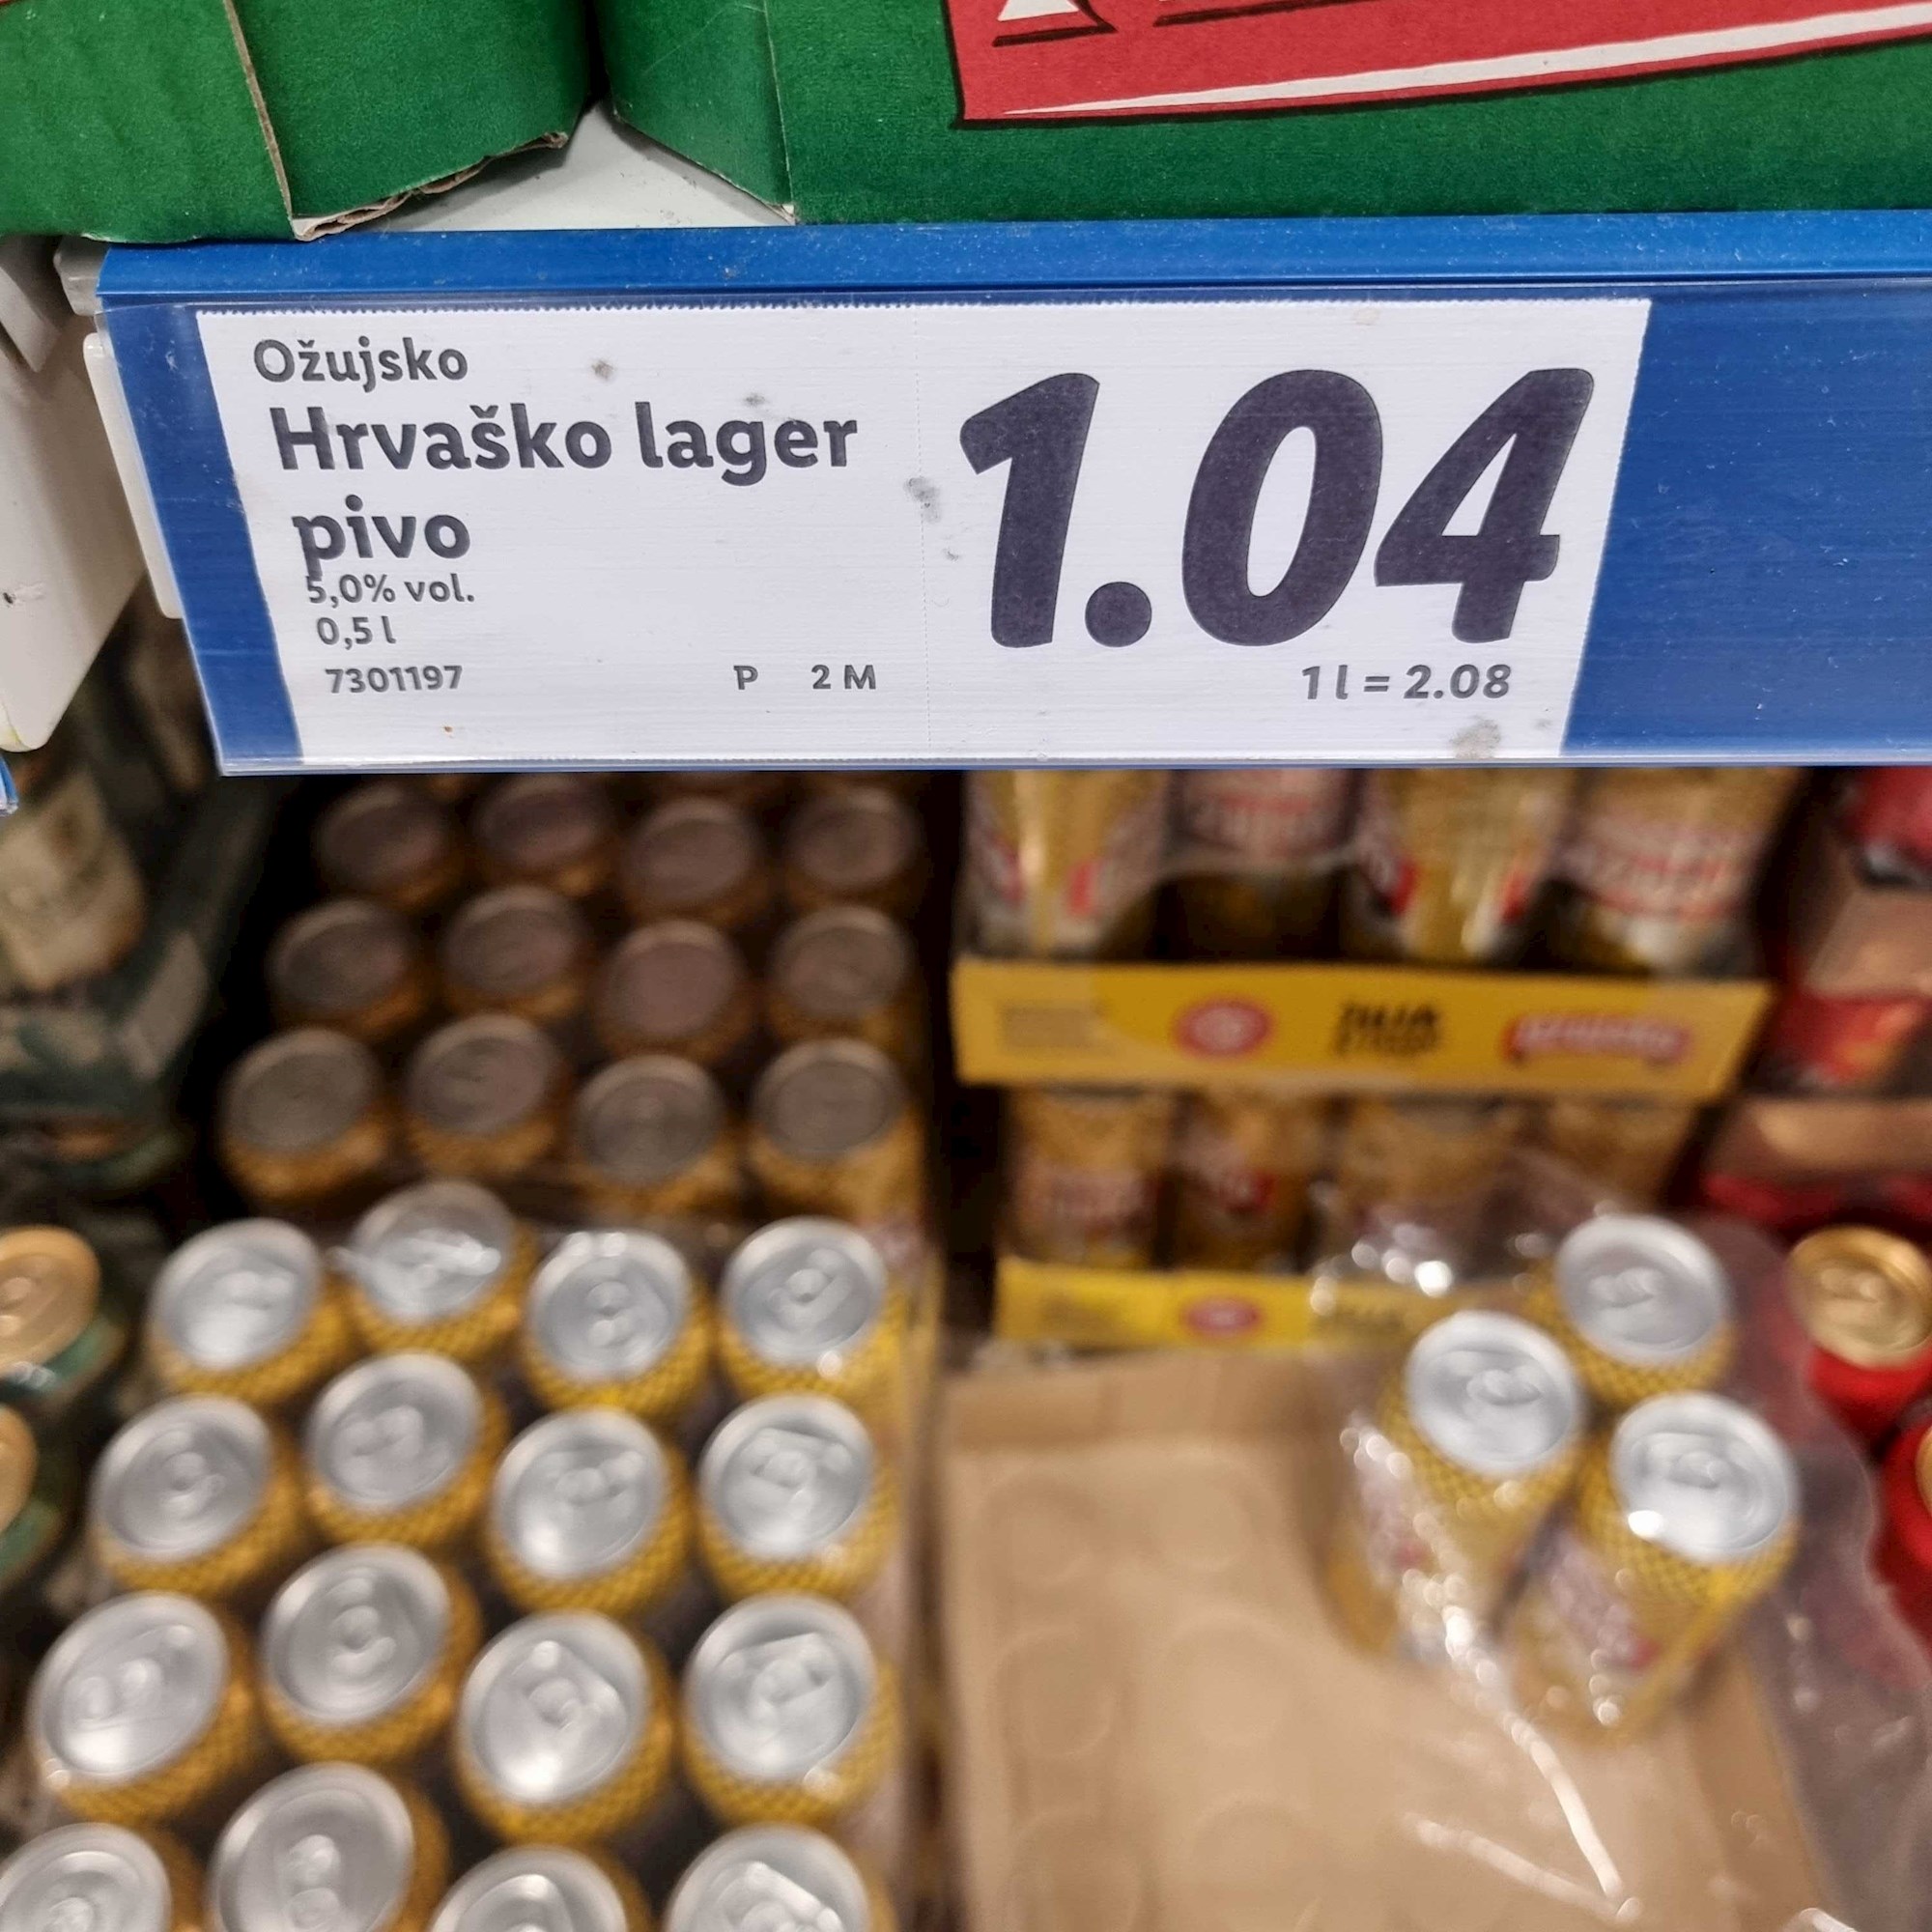 Ožujsko
Hrvaško lager
pivo
5,0% vol.
0,5 l
7301197 P 2 M
1.04
1 l = 2.08